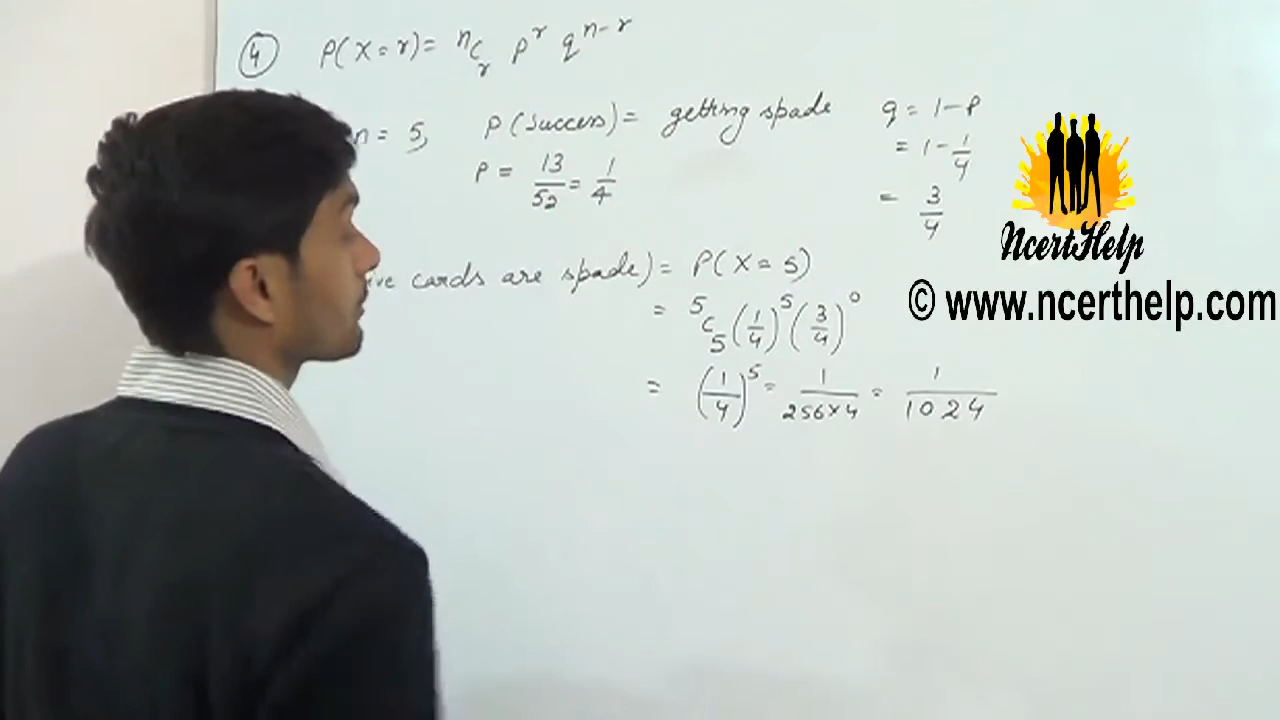 ④ P(X=r) = ⁿCᵣ pʳ qⁿ⁻ʳ
n = 5, P(Success) = getting spade
P = 13/52 = 1/4
q = 1-P
= 1 - 1/4
= 3/4
cards are spade) = P(X = 5)
= ⁵C₅ (1/4)⁵ (3/4)⁰
= (1/4)⁵ = 1/256×4 = 1/1024
NcertHelp
© www.ncerthelp.com